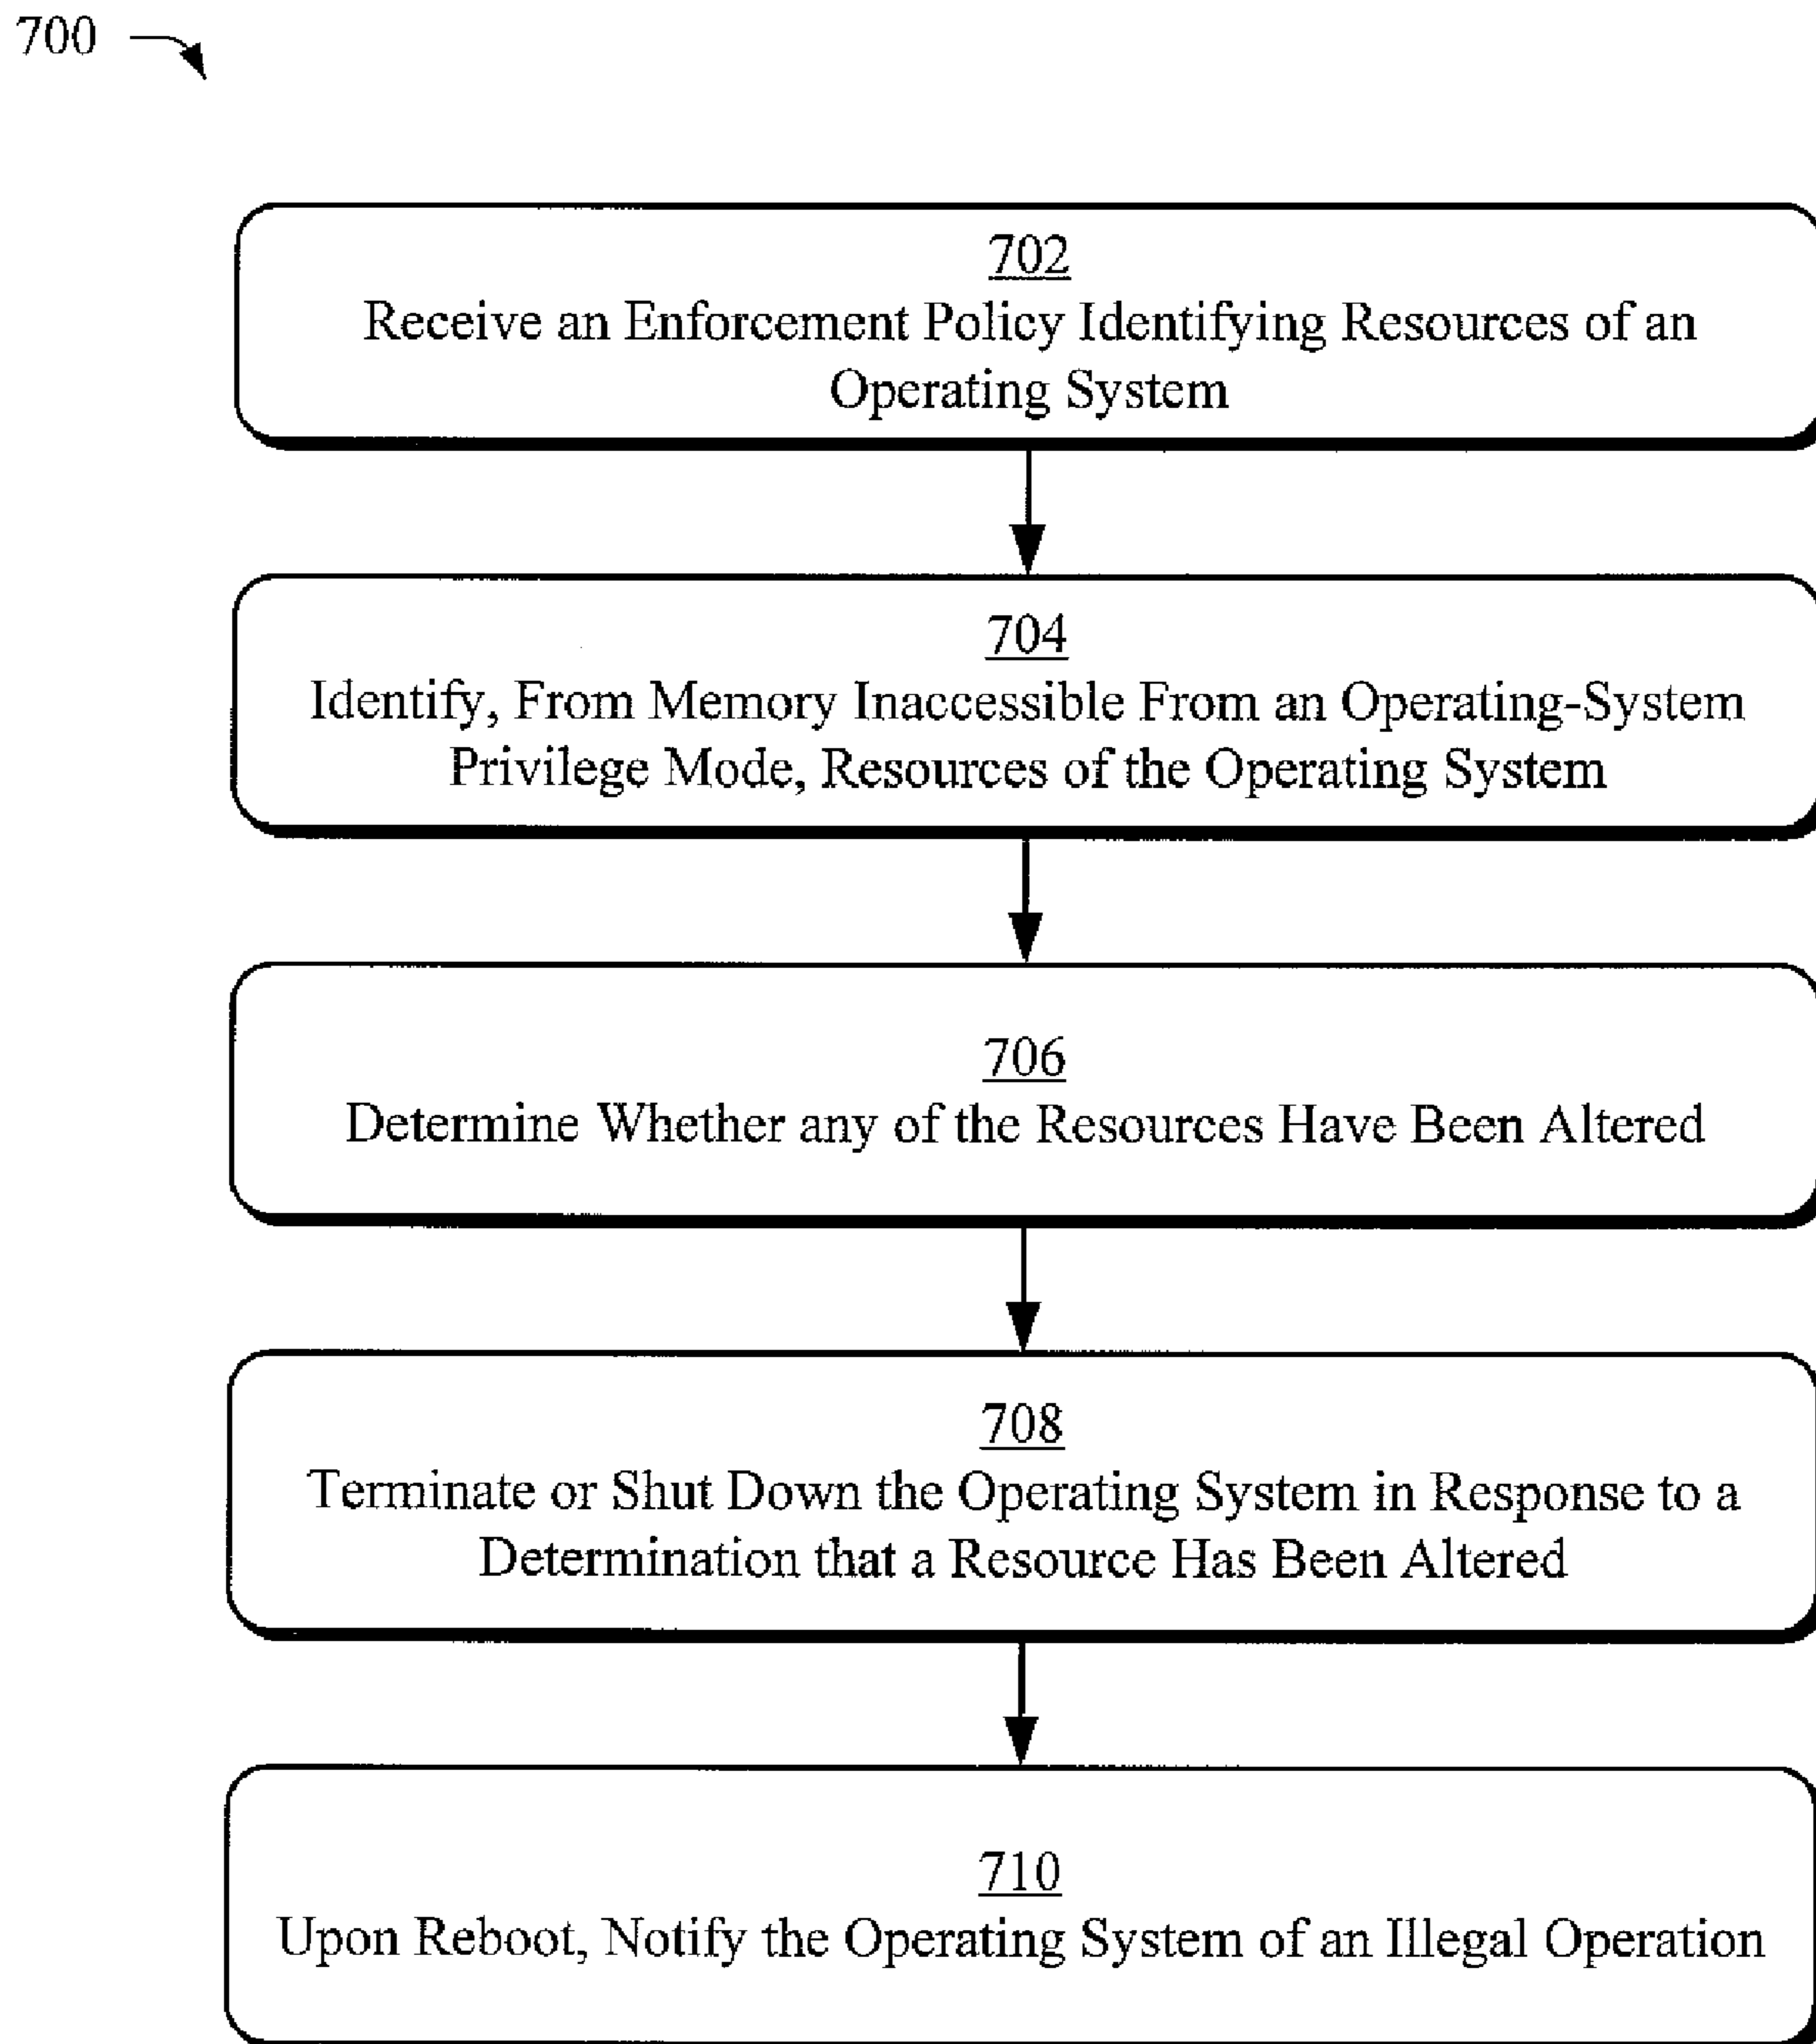 700
702
Receive an Enforcement Policy Identifying Resources of an
Operating System
704
Identify, From Memory Inaccessible From an Operating-System
Privilege Mode, Resources of the Operating System
706
Determine Whether any of the Resources Have Been Altered
708
Terminate or Shut Down the Operating System in Response to a
Determination that a Resource Has Been Altered
710
Upon Reboot, Notify the Operating System of an Illegal Operation